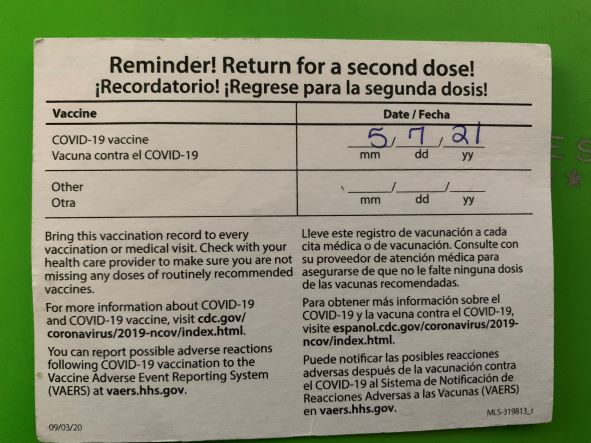 Reminder! Return for a second dose!
¡Recordatorio! ¡Regrese para la segunda dosis!
Vaccine Date / Fecha
COVID-19 vaccine
Vacuna contra el COVID-19
5 / 7 / 21
mm dd yy
Other
Otra
/ /
mm dd yy
Bring this vaccination record to every
vaccination or medical visit. Check with your
health care provider to make sure you are not
missing any doses of routinely recommended
vaccines.
For more information about COVID-19
and COVID-19 vaccine, visit cdc.gov/
coronavirus/2019-ncov/index.html.
You can report possible adverse reactions
following COVID-19 vaccination to the
Vaccine Adverse Event Reporting System
(VAERS) at vaers.hhs.gov.
Lleve este registro de vacunación a cada
cita médica o de vacunación. Consulte con
su proveedor de atención médica para
asegurarse de que no le falte ninguna dosis
de las vacunas recomendadas.
Para obtener más información sobre el
COVID-19 y la vacuna contra el COVID-19,
visite espanol.cdc.gov/coronavirus/2019-
ncov/index.html.
Puede notificar las posibles reacciones
adversas después de la vacunación contra
el COVID-19 al Sistema de Notificación de
Reacciones Adversas a las Vacunas (VAERS)
en vaers.hhs.gov.
09/03/20
MLS-319813_r